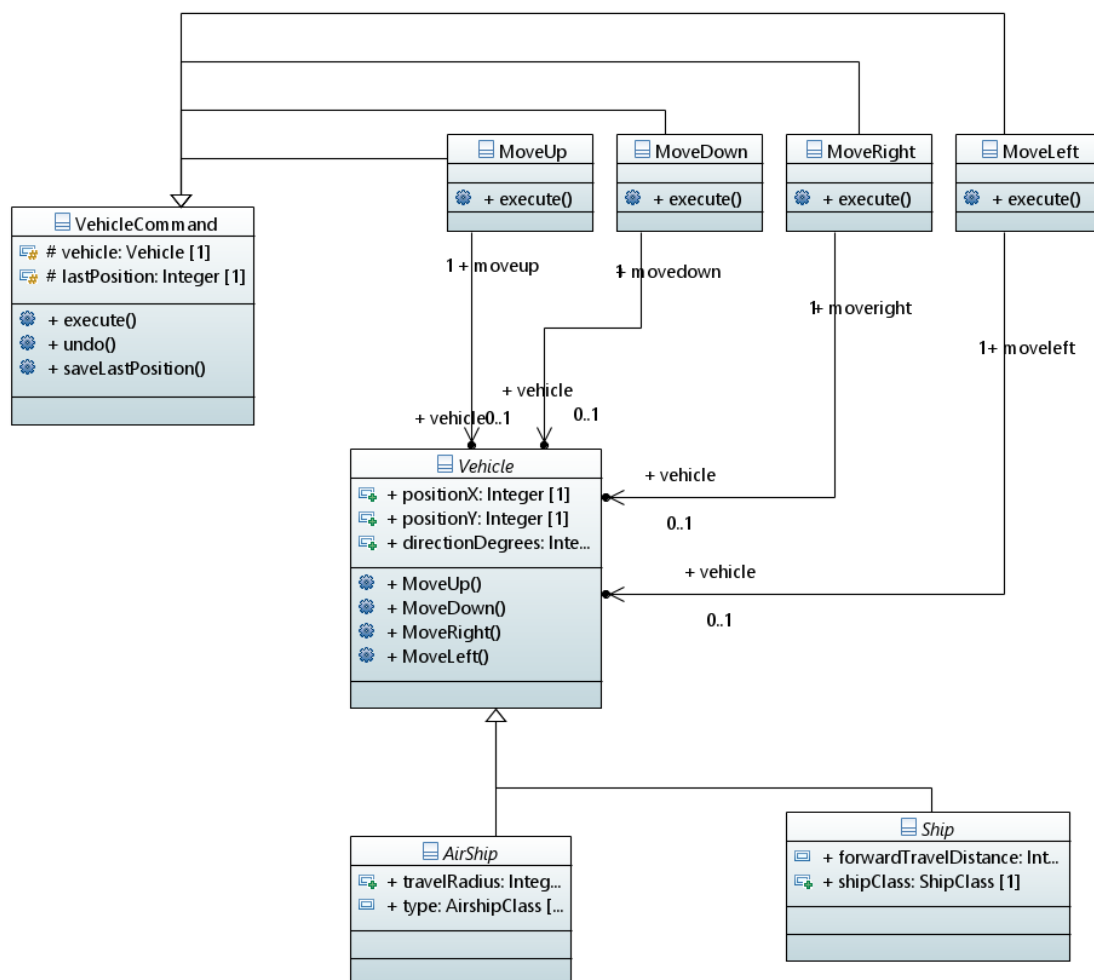 MoveUp
+ execute()
MoveDown
+ execute()
MoveRight
+ execute()
MoveLeft
+ execute()
VehicleCommand
# vehicle: Vehicle [1]
# lastPosition: Integer [1]
+ execute()
+ undo()
+ saveLastPosition()
1 + moveup
1 + movedown
1 + moveright
1 + moveleft
+ vehicle 0..1
+ vehicle
0..1
+ vehicle
0..1
+ vehicle
0..1
Vehicle
+ positionX: Integer [1]
+ positionY: Integer [1]
+ directionDegrees: Inte...
+ MoveUp()
+ MoveDown()
+ MoveRight()
+ MoveLeft()
AirShip
+ travelRadius: Integ...
+ type: AirshipClass [...
Ship
+ forwardTravelDistance: Int...
+ shipClass: ShipClass [1]